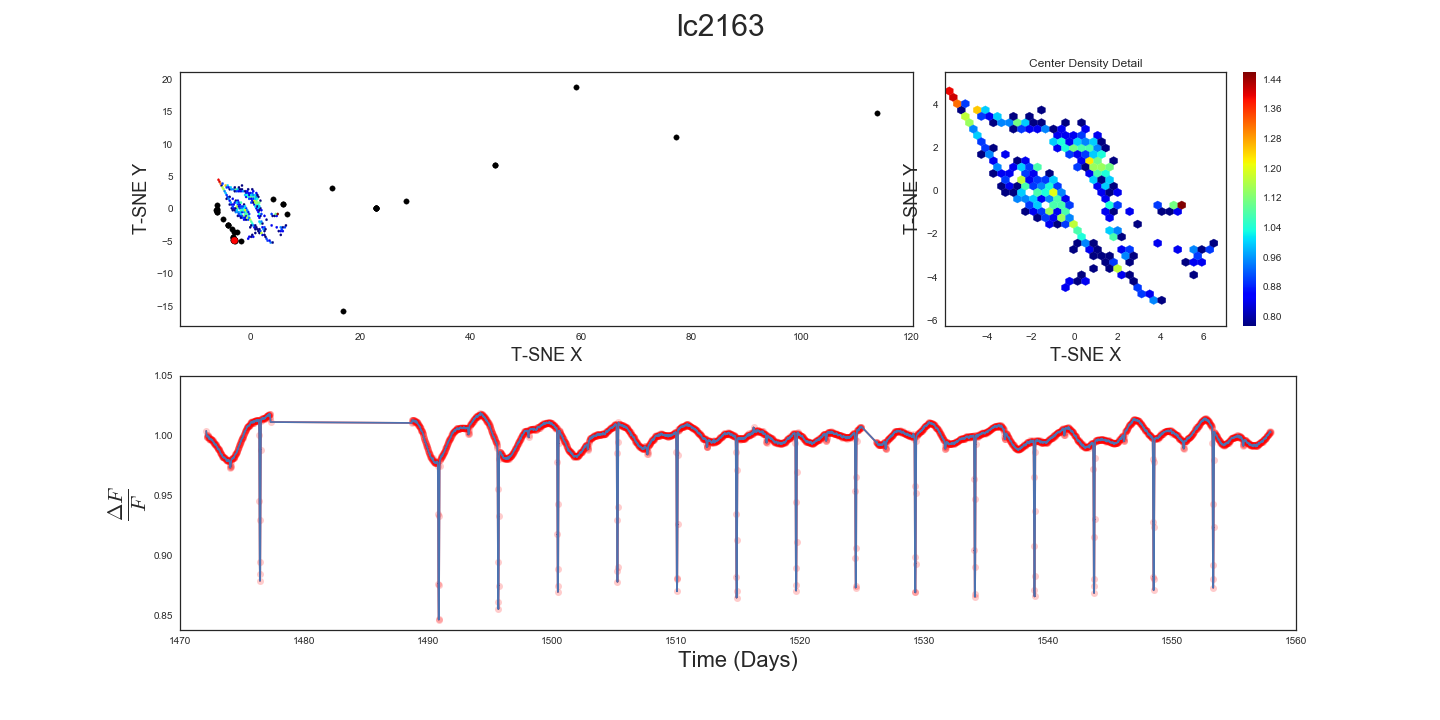 lc2163
Center Density Detail
20
15
10
5
0
−5
−10
−15
T-SNE Y
0 20 40 60 80 100 120
T-SNE X
4
2
0
−2
−4
−6
T-SNE Y
−4 −2 0 2 4 6
T-SNE X
1.44
1.36
1.28
1.20
1.12
1.04
0.96
0.88
0.80
1.05
1.00
0.95
0.90
0.85
ΔF
F
1470 1480 1490 1500 1510 1520 1530 1540 1550 1560
Time (Days)